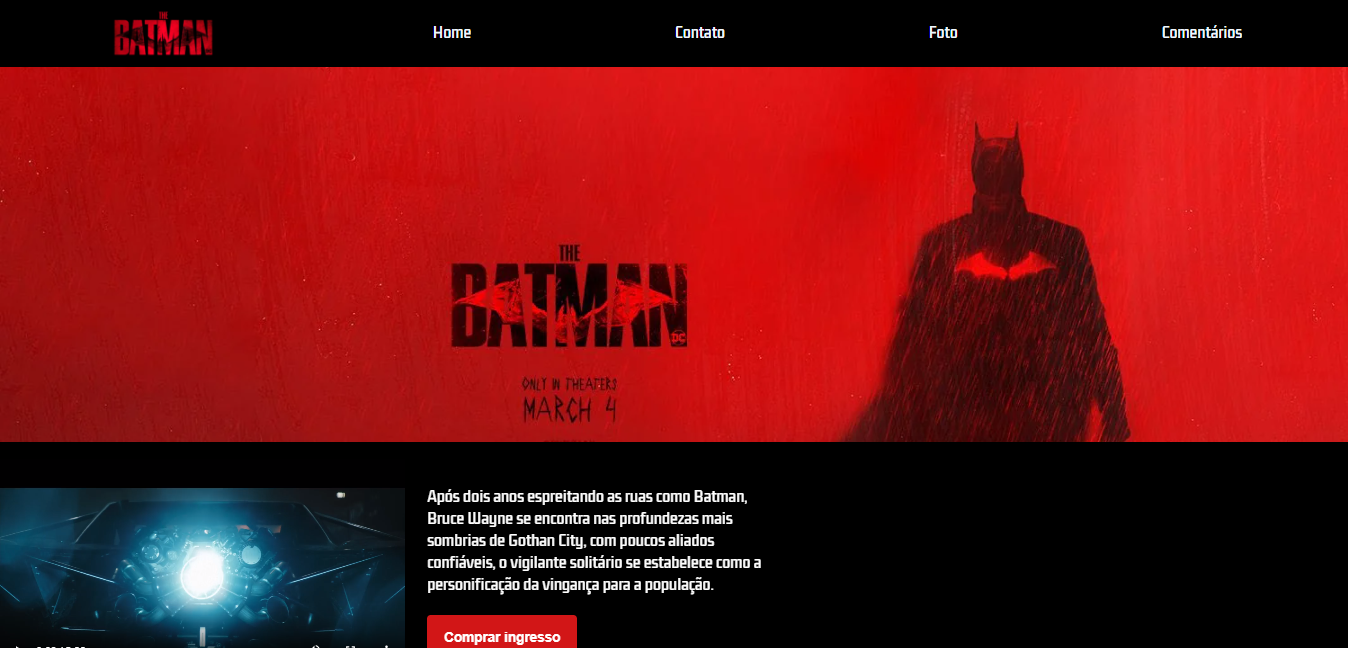 THE
BATMAN
Home
Contato
Foto
Comentários
THE
BATMAN
DC
ONLY IN THEATERS
MARCH 4
Após dois anos espreitando as ruas como Batman,
Bruce Wayne se encontra nas profundezas mais
sombrias de Gothan City, com poucos aliados
confiáveis, o vigilante solitário se estabelece como a
personificação da vingança para a população.
Comprar ingresso